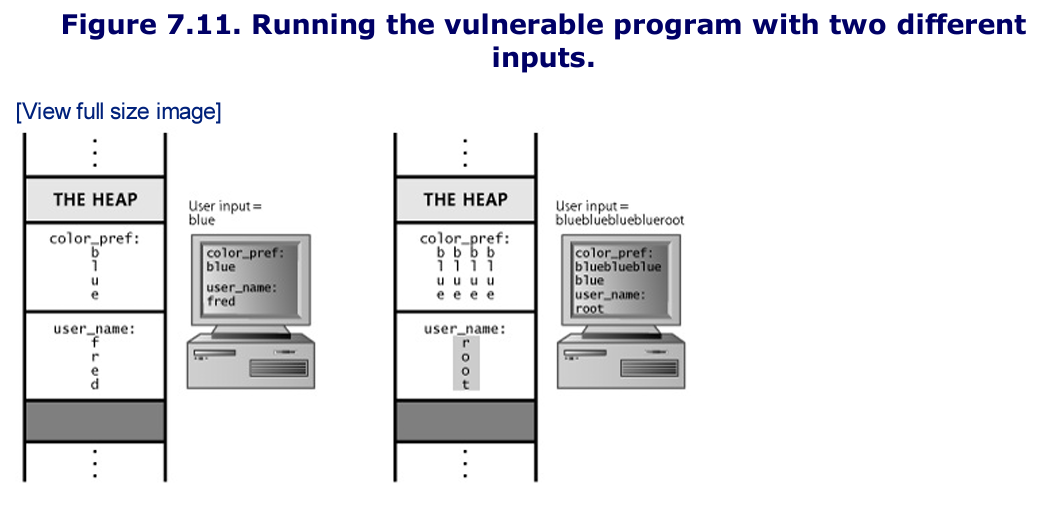 Figure 7.11. Running the vulnerable program with two different
inputs.
[View full size image]
THE HEAP
color_pref:
b
l
u
e
user_name:
f
r
e
d
User input =
blue
color_pref:
blue
user_name:
fred
THE HEAP
color_pref:
b b b b
l l l l
u u u u
e e e e
user_name:
r
o
o
t
User input =
blueblueblueblueroot
color_pref:
blueblueblue
blue
user_name:
root